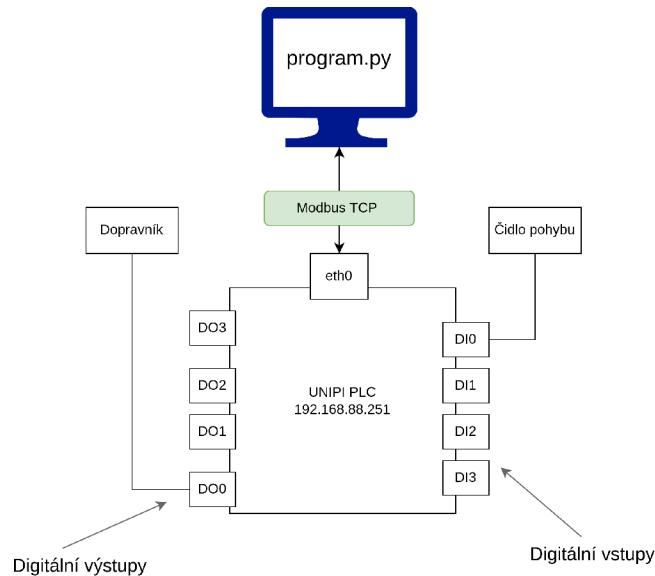 program.py
Modbus TCP
Dopravník
Čidlo pohybu
eth0
DO3
DI0
UNIPI PLC
192.168.88.251
DO2
DI1
DO1
DI2
DO0
DI3
Digitální výstupy
Digitální vstupy